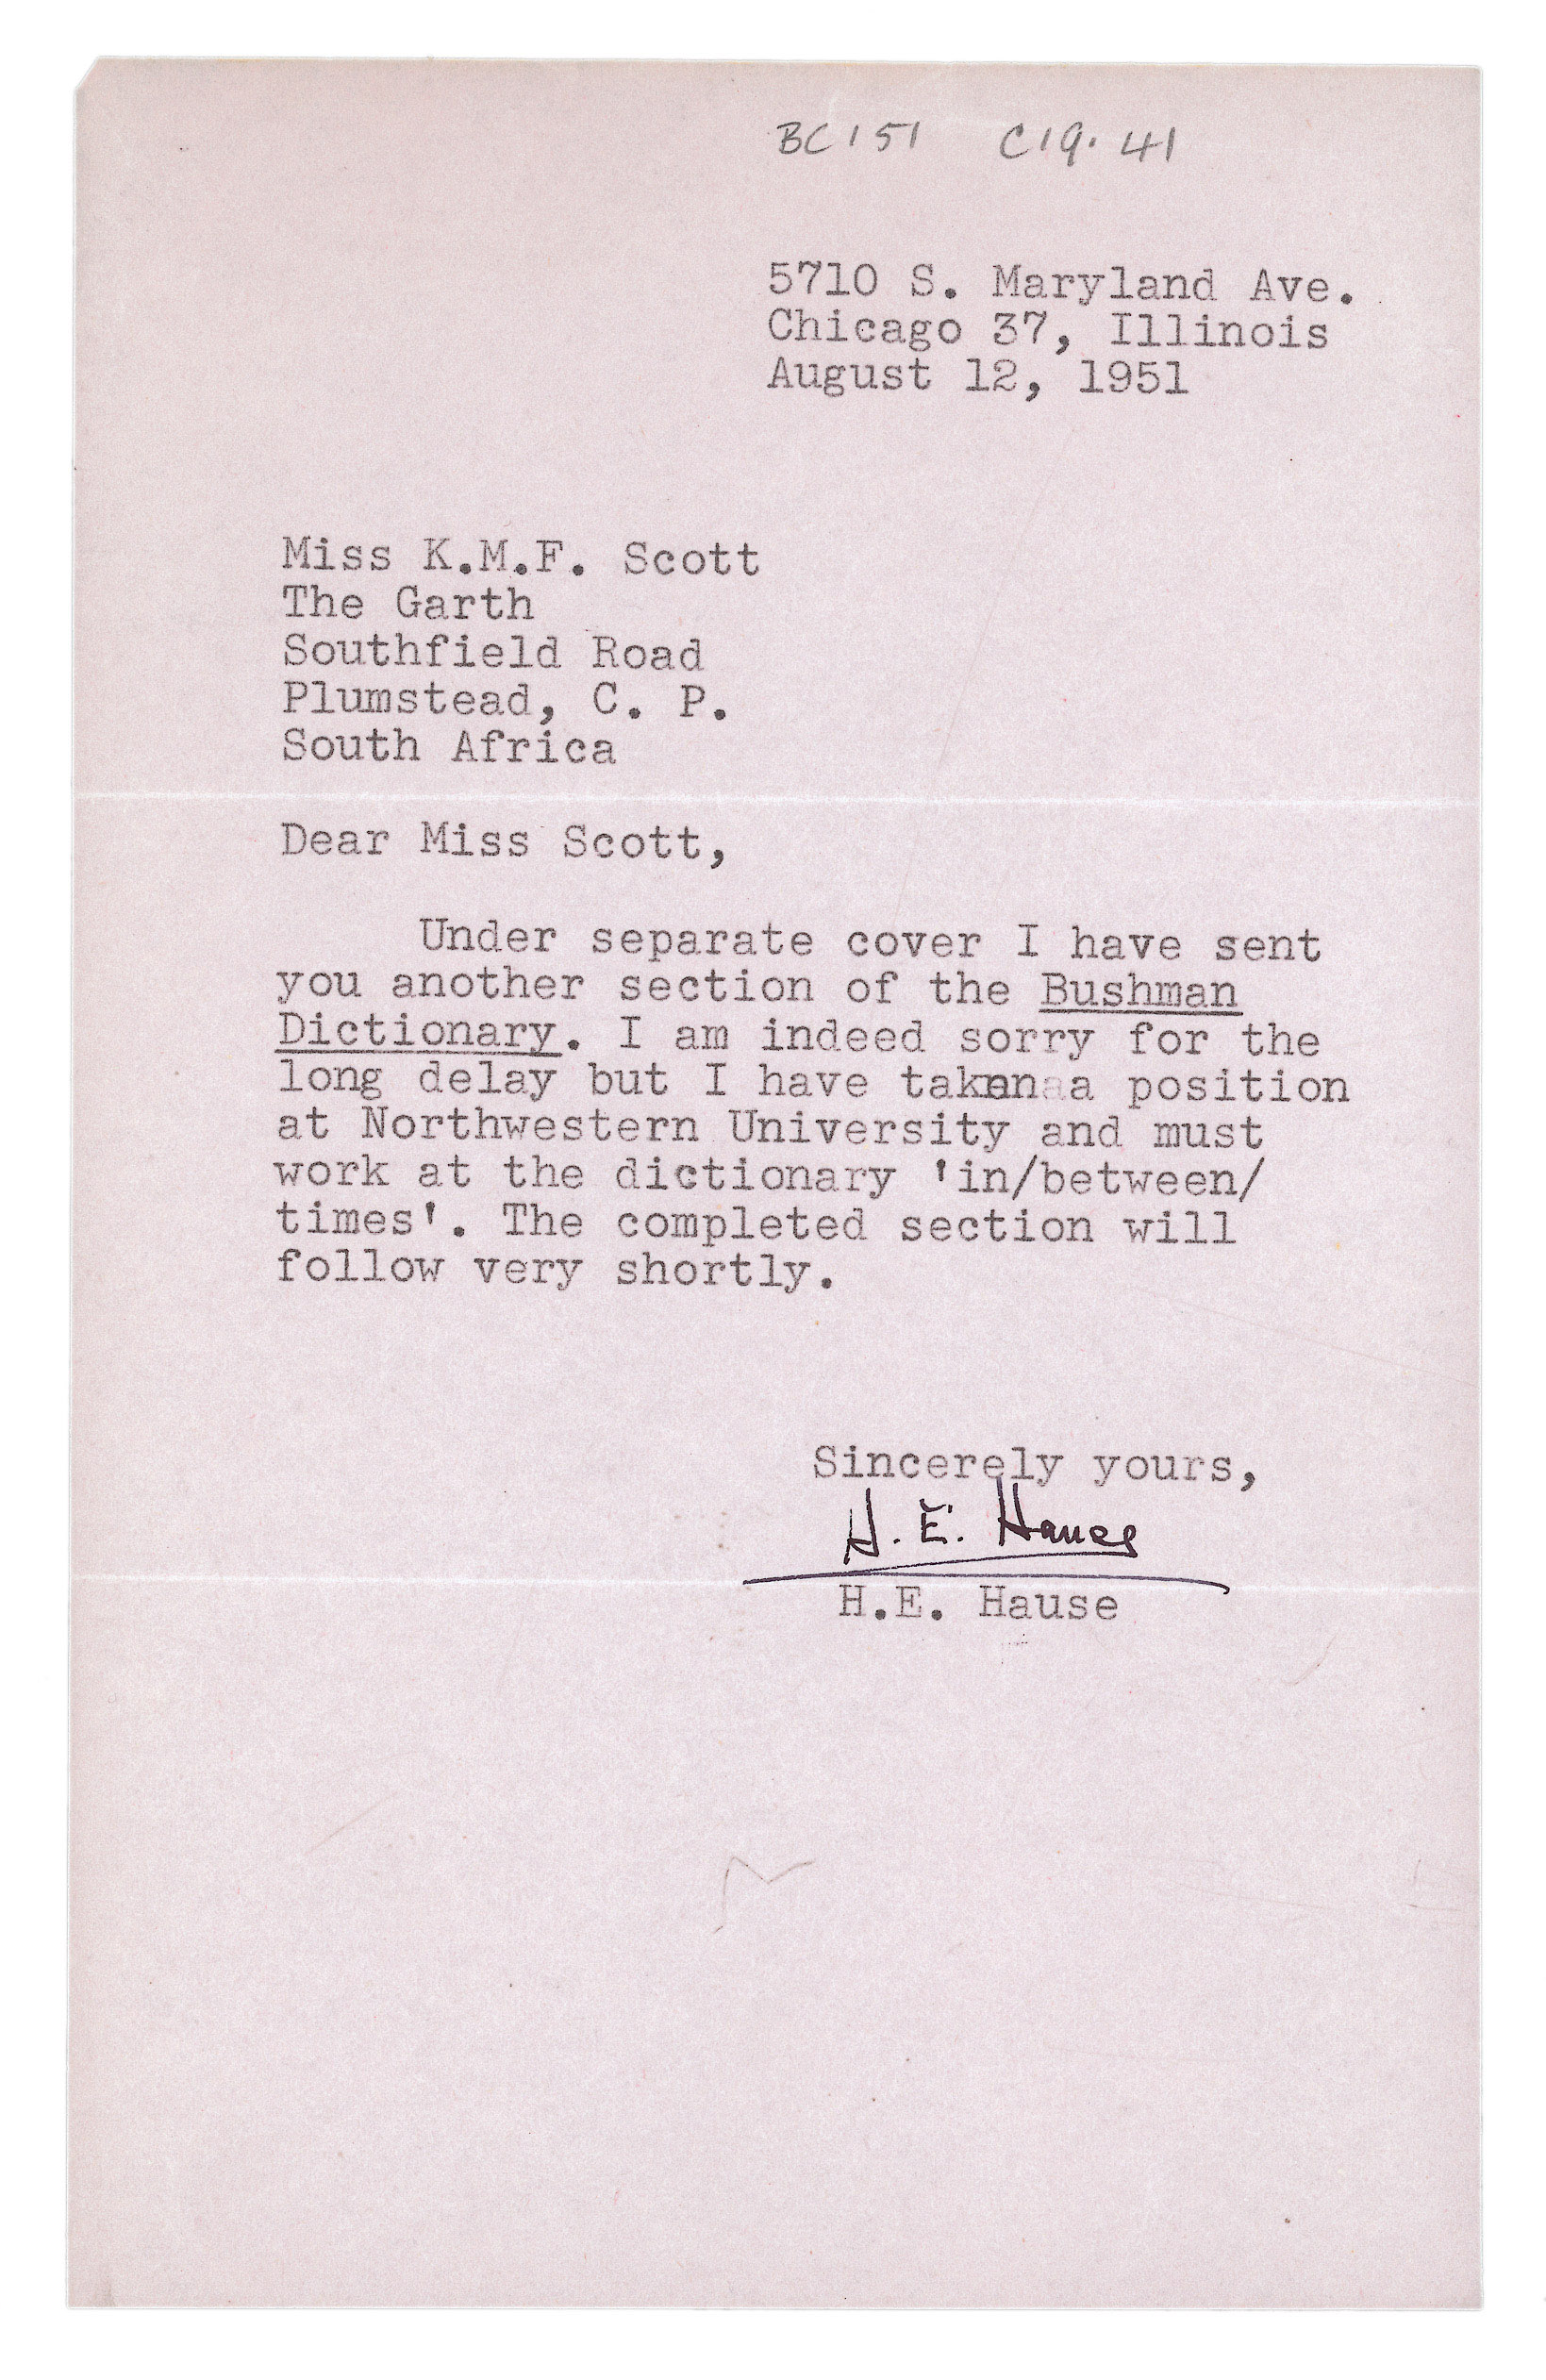 BC 151 C19.41
5710 S. Maryland Ave.
Chicago 37, Illinois
August 12, 1951
Miss K.M.F. Scott
The Garth
Southfield Road
Plumstead, C. P.
South Africa
Dear Miss Scott,
Under separate cover I have sent
you another section of the Bushman
Dictionary. I am indeed sorry for the
long delay but I have taken a position
at Northwestern University and must
work at the dictionary 'in/between/
times'. The completed section will
follow very shortly.
Sincerely yours,
H. E. Hause
H.E. Hause